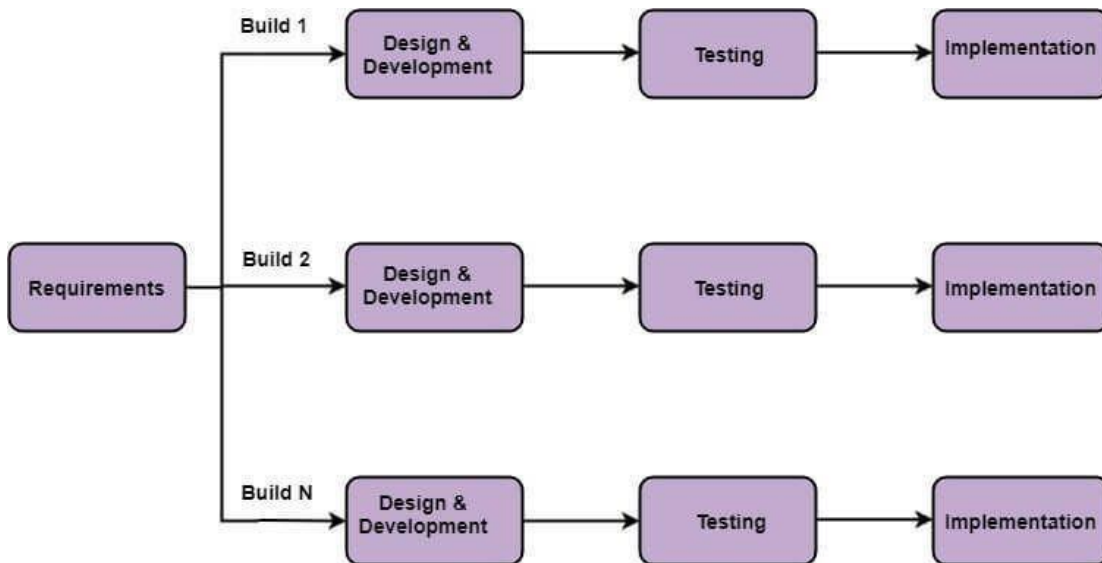 Build 1
Design &
Development
Testing
Implementation
Requirements
Build 2
Design &
Development
Testing
Implementation
Build N
Design &
Development
Testing
Implementation